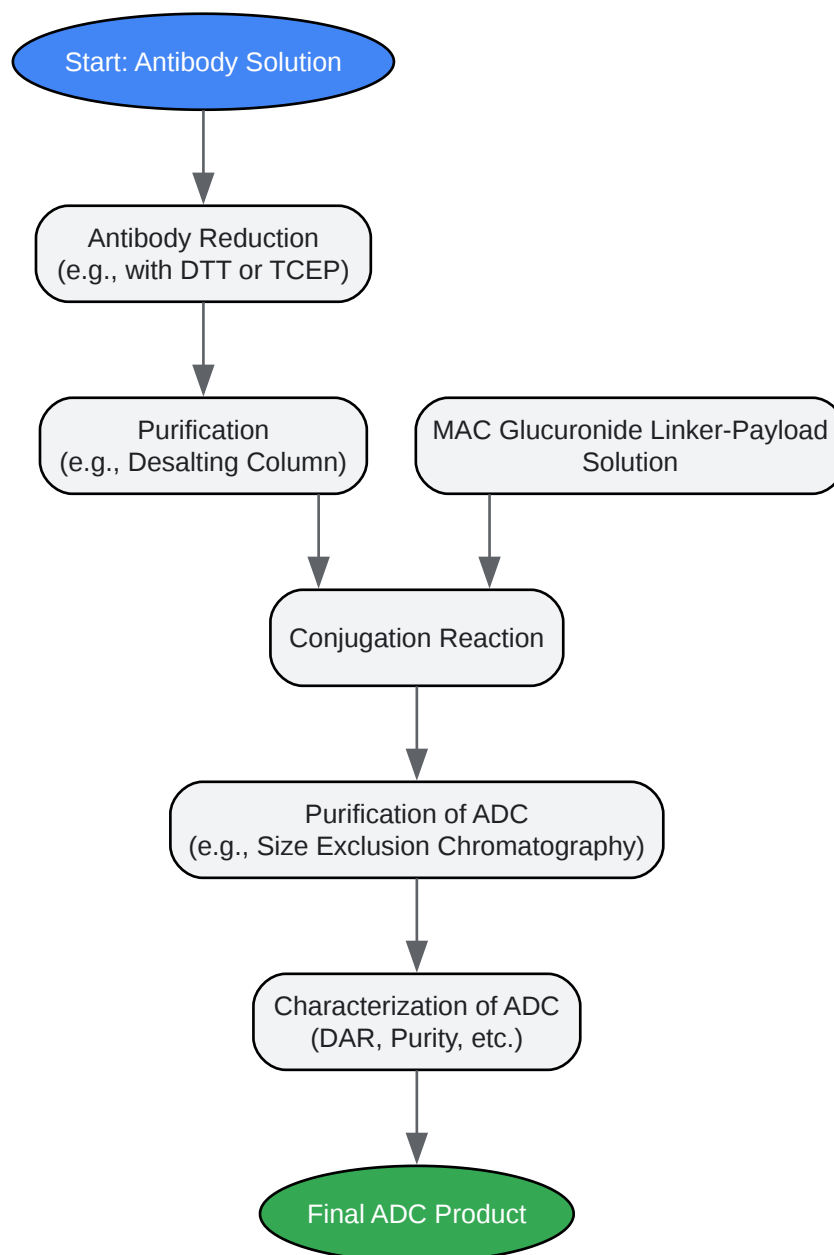 Start: Antibody Solution
Antibody Reduction
(e.g., with DTT or TCEP)
Purification
(e.g., Desalting Column)
MAC Glucuronide Linker-Payload
Solution
Conjugation Reaction
Purification of ADC
(e.g., Size Exclusion Chromatography)
Characterization of ADC
(DAR, Purity, etc.)
Final ADC Product